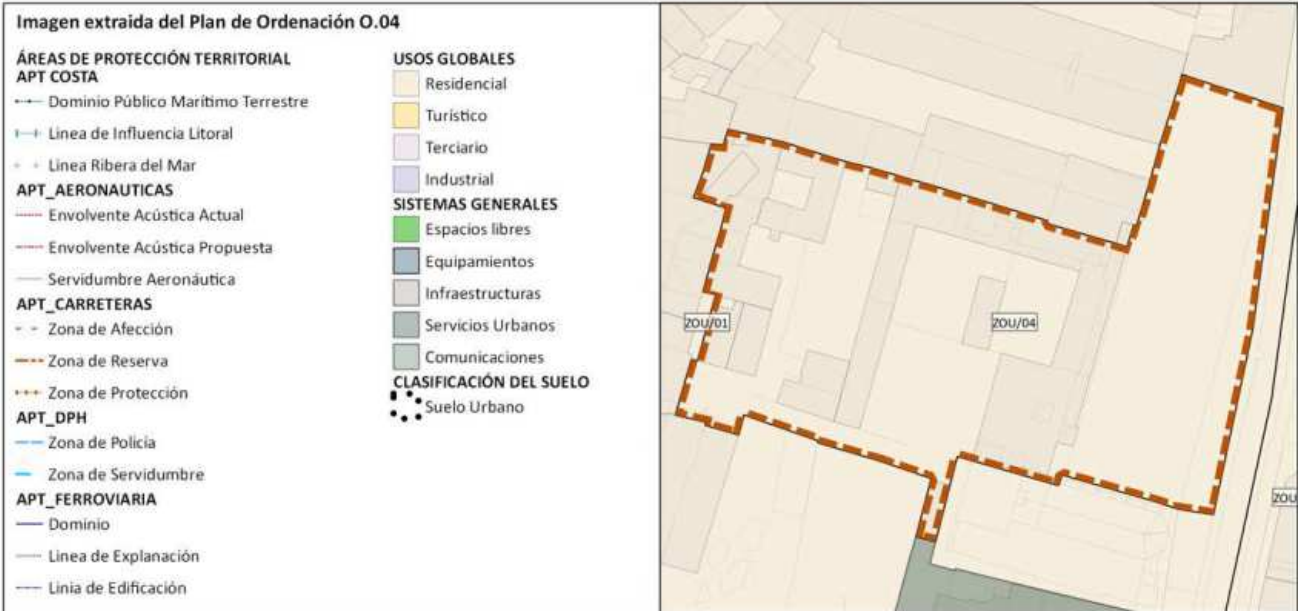 Imagen extraida del Plan de Ordenación O.04
ÁREAS DE PROTECCIÓN TERRITORIAL
APT COSTA
Dominio Público Marítimo Terrestre
Linea de Influencia Litoral
Linea Ribera del Mar
APT_AERONAUTICAS
Envolvente Acústica Actual
Envolvente Acústica Propuesta
Servidumbre Aeronáutica
APT_CARRETERAS
Zona de Afección
Zona de Reserva
Zona de Protección
APT_DPH
Zona de Policía
Zona de Servidumbre
APT_FERROVIARIA
Dominio
Linea de Explanación
Linia de Edificación
USOS GLOBALES
Residencial
Turístico
Terciario
Industrial
SISTEMAS GENERALES
Espacios libres
Equipamientos
Infraestructuras
Servicios Urbanos
Comunicaciones
CLASIFICACIÓN DEL SUELO
Suelo Urbano
ZOU/01
ZOU/04
ZOU